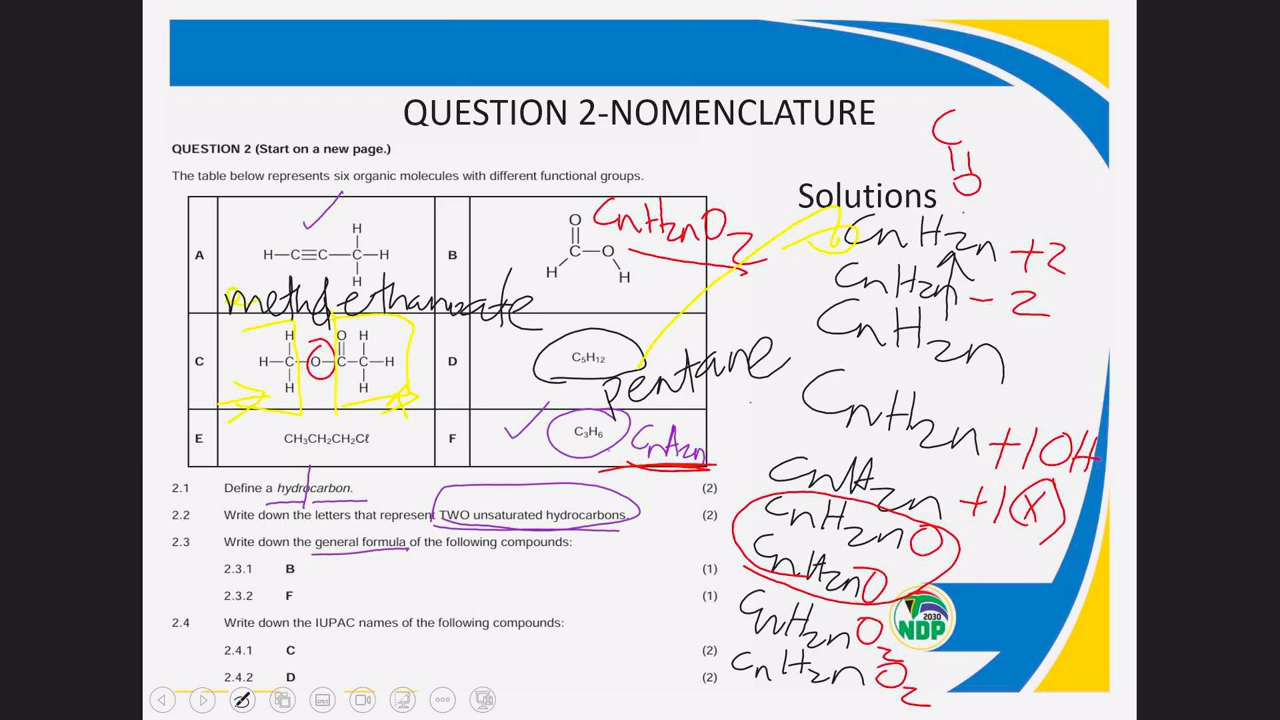 QUESTION 2-NOMENCLATURE
QUESTION 2 (Start on a new page.)
The table below represents six organic molecules with different functional groups.
Solutions
C
O
A
H—C≡C—C—H
H
H
B
O
C—O
H
H
CnH2nO2
methyl ethanoate
C
H
O
H
H—C—O—C—C—H
H
H
D
C5H12
pentane
E
CH3CH2CH2Cℓ
F
C3H6
CnH2n
CnH2n +2
CnH2n - 2
CnH2n
CnH2n +1OH
CnH2n +1(X)
CnH2nO
CnH2nO
CnH2nO2
CnH2nO2
2.1 Define a hydrocarbon. (2)
2.2 Write down the letters that represent TWO unsaturated hydrocarbons. (2)
2.3 Write down the general formula of the following compounds:
2.3.1 B (1)
2.3.2 F (1)
2.4 Write down the IUPAC names of the following compounds:
2.4.1 C (2)
2.4.2 D (2)
2030
NDP